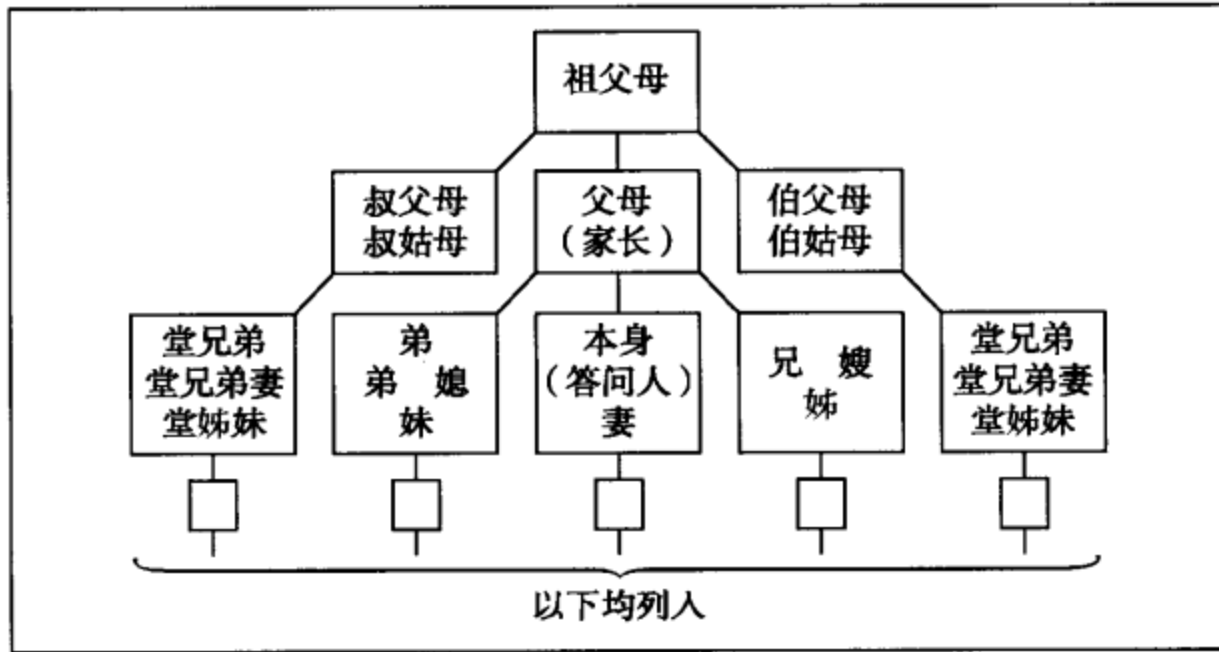 祖父母
叔父母
叔姑母
父母
（家长）
伯父母
伯姑母
堂兄弟
堂兄弟妻
堂姊妹
弟
弟 媳
妹
本身
（答问人）
妻
兄 嫂
姊
堂兄弟
堂兄弟妻
堂姊妹
以下均列入